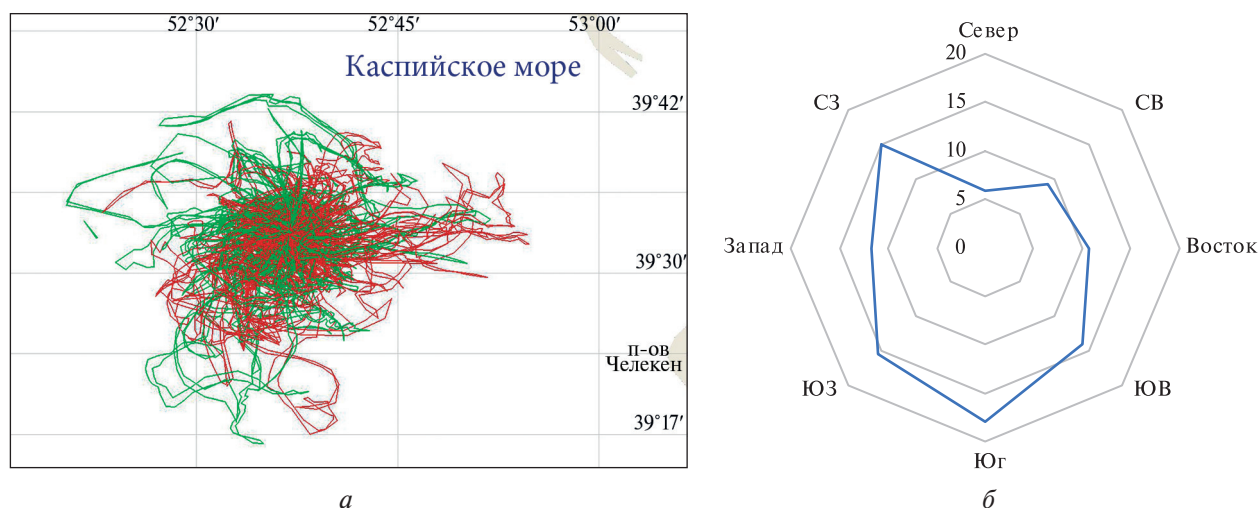 52°30′ 52°45′ 53°00′
Каспийское море
39°42′
39°30′
п-ов
Челекен
39°17′
а
Север
20
СЗ
СВ
15
10
5
Запад
0
Восток
ЮЗ
ЮВ
Юг
б